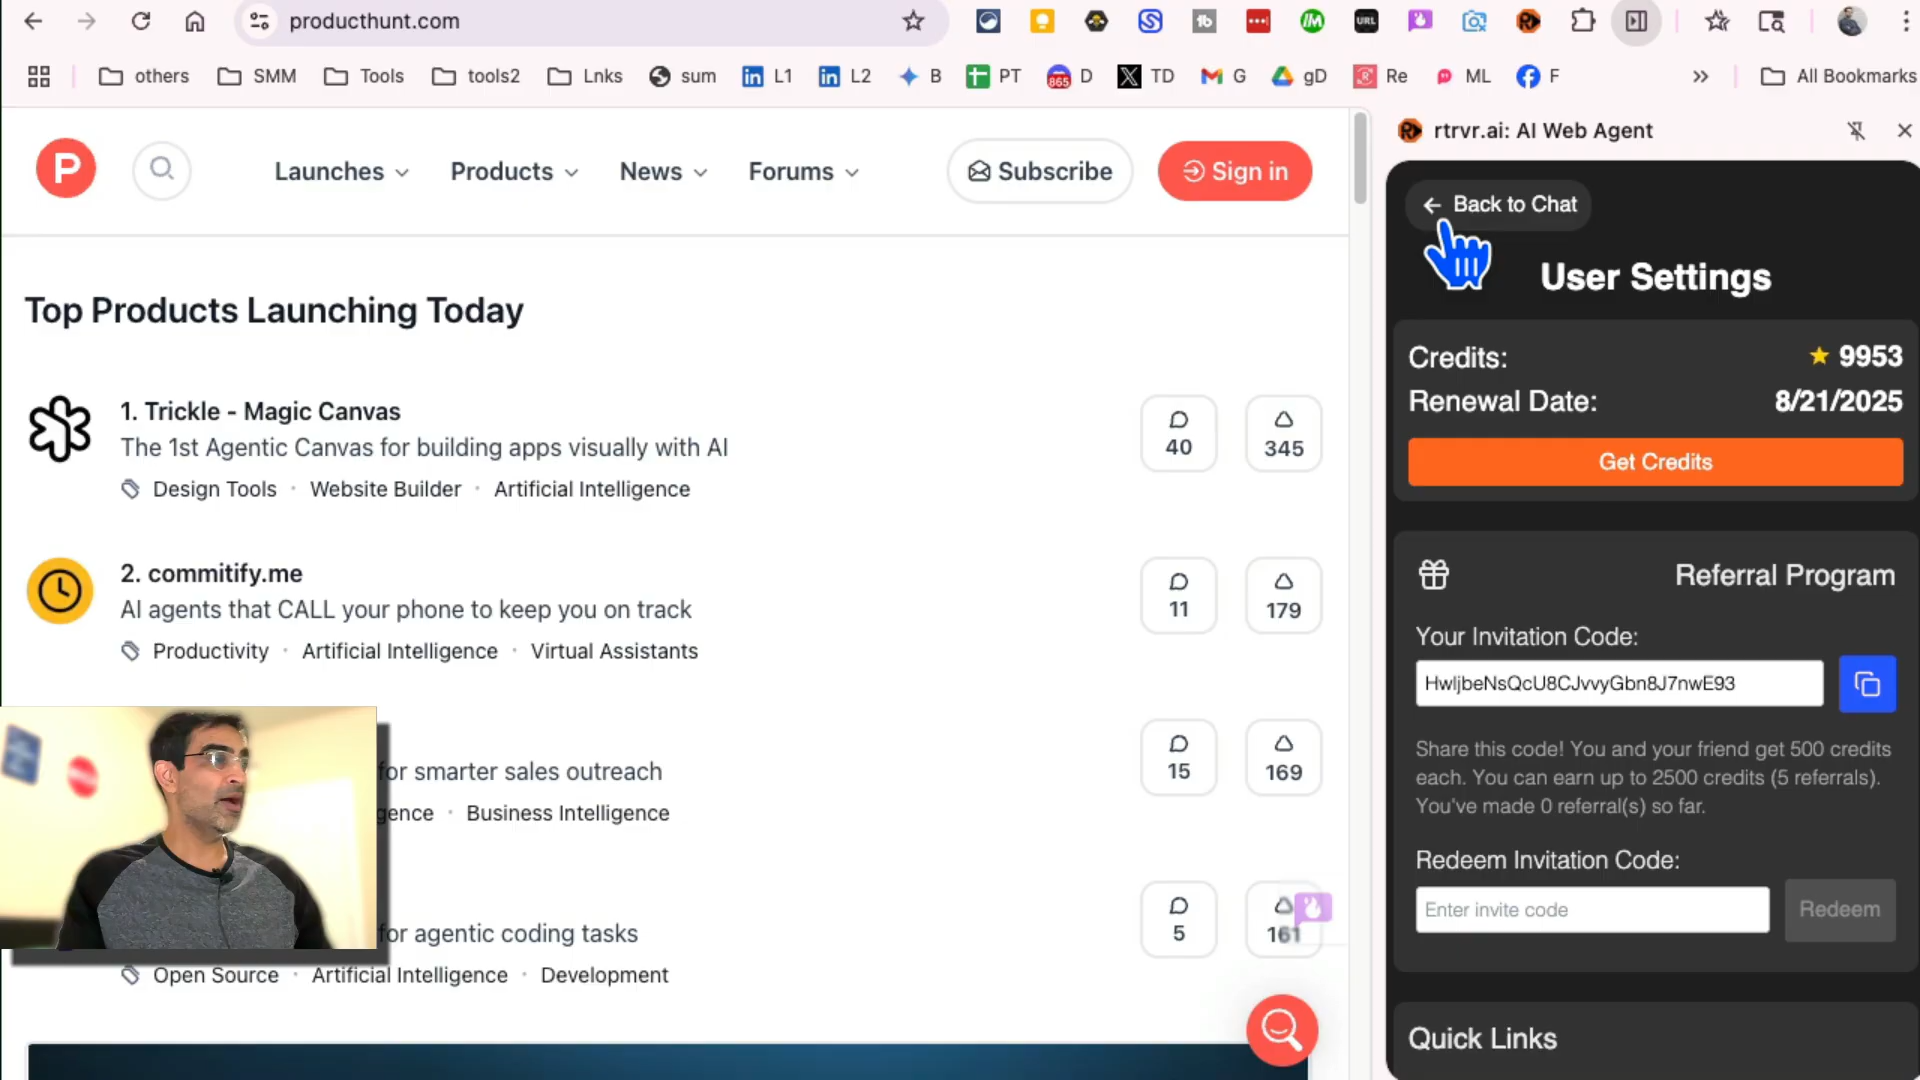 producthunt.com
URL
others
SMM
Tools
tools2
Lnks
sum
L1
L2
B
PT
865
D
TD
G
gD
Re
ML
F
All Bookmarks
P
Launches
Products
News
Forums
Subscribe
Sign in
Top Products Launching Today
1. Trickle - Magic Canvas
The 1st Agentic Canvas for building apps visually with AI
Design Tools · Website Builder · Artificial Intelligence
40
345
2. commitify.me
AI agents that CALL your phone to keep you on track
Productivity · Artificial Intelligence · Virtual Assistants
11
179
for smarter sales outreach
gence · Business Intelligence
15
169
for agentic coding tasks
Open Source · Artificial Intelligence · Development
5
161
rtrvr.ai: AI Web Agent
Back to Chat
User Settings
Credits:
9953
Renewal Date:
8/21/2025
Get Credits
Referral Program
Your Invitation Code:
HwljbeNsQcU8CJvvyGbn8J7nwE93
Share this code! You and your friend get 500 credits
each. You can earn up to 2500 credits (5 referrals).
You've made 0 referral(s) so far.
Redeem Invitation Code:
Enter invite code
Redeem
Quick Links